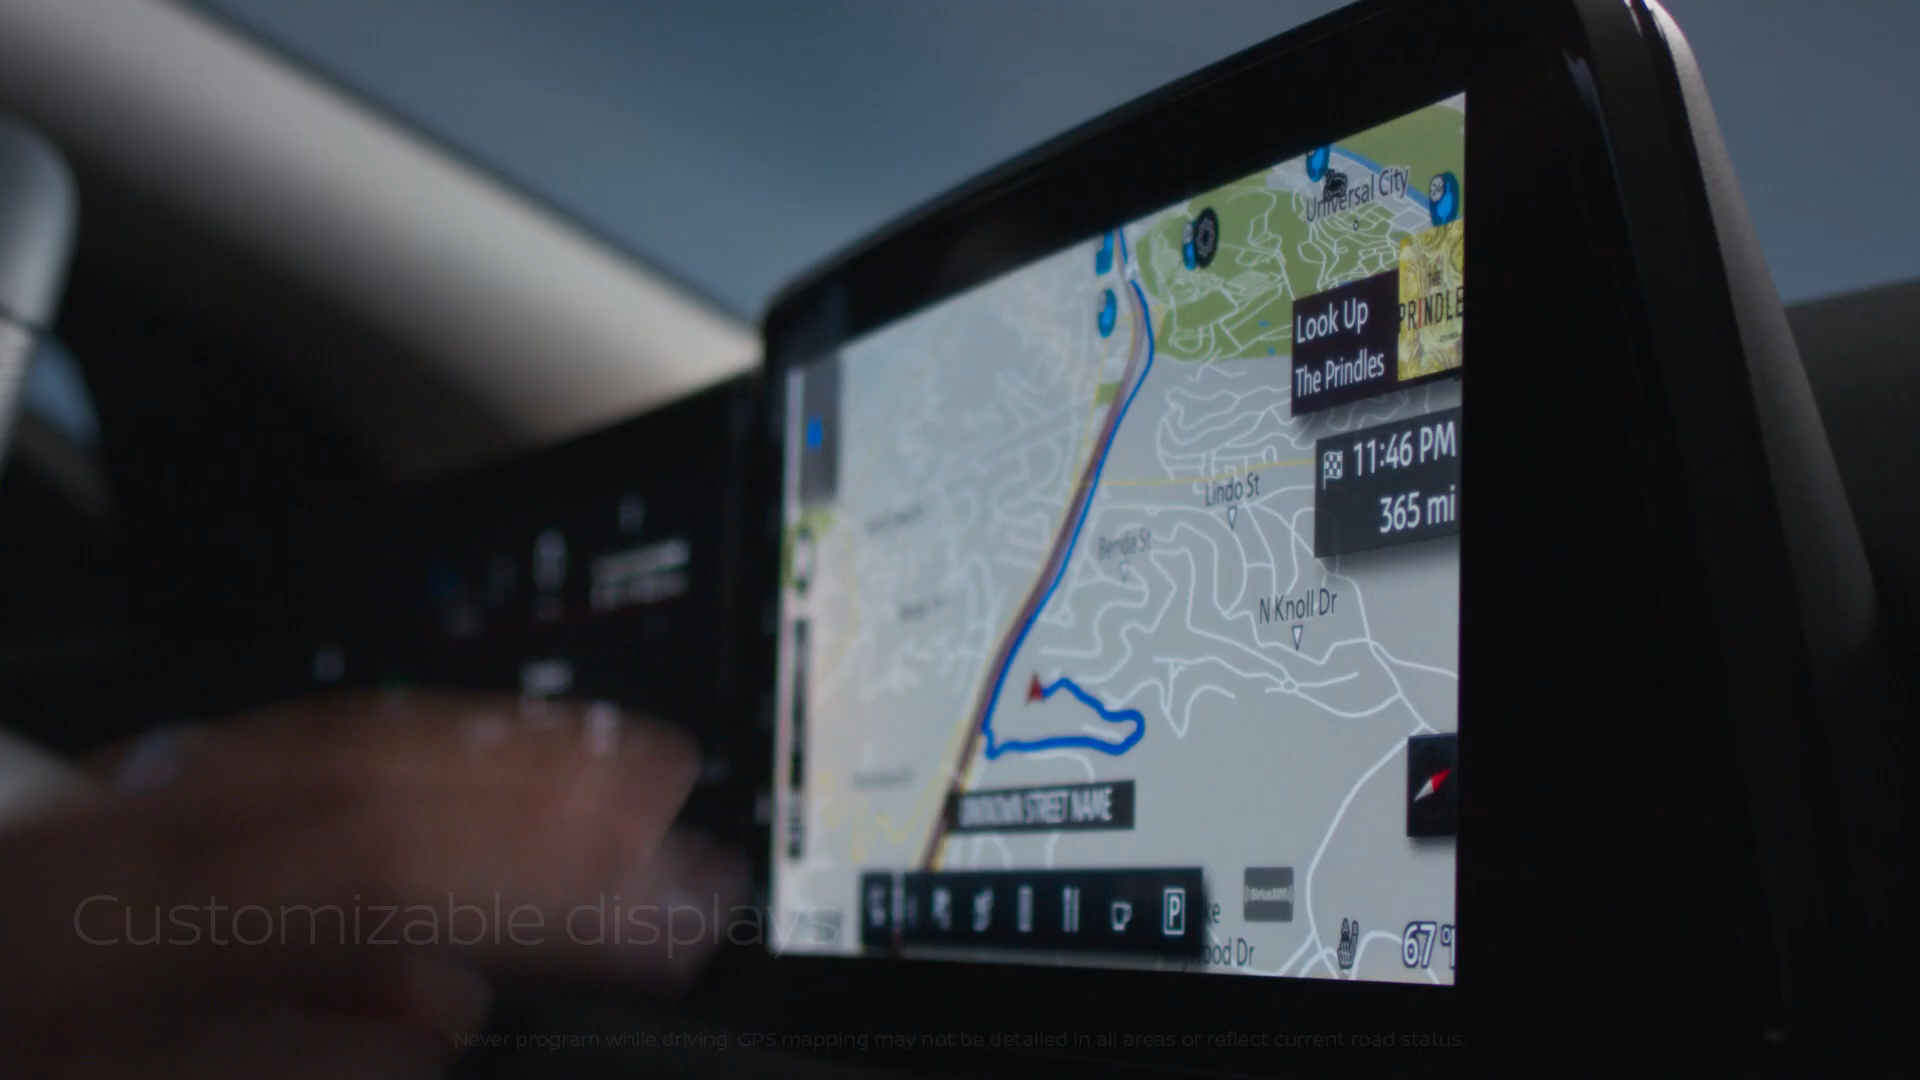 Universal City
THE
PRINDLE
Look Up
The Prindles
11:46 PM
365 mi
Lindo St
Benda St
N Knoll Dr
UNKNOWN STREET NAME
P
SiriusXM
67°
Customizable displays
Never program while driving. GPS mapping may not be detailed in all areas or reflect current road status.